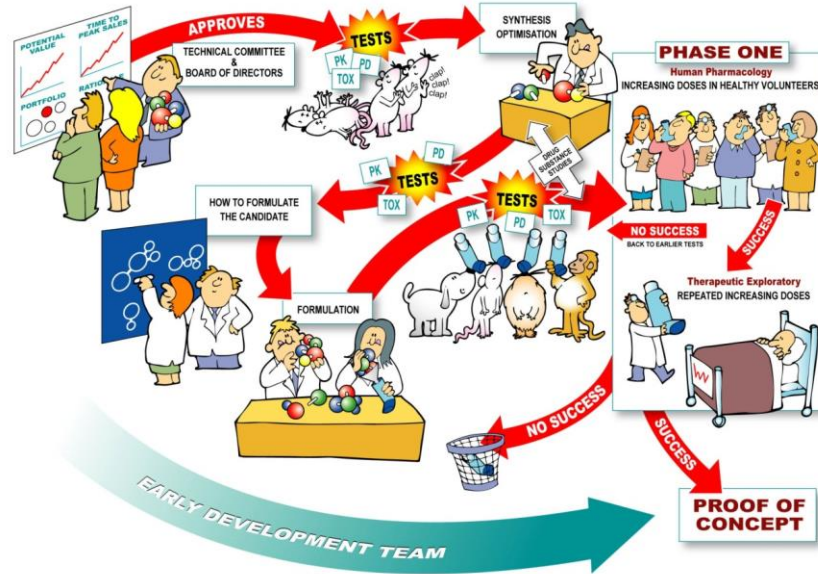 POTENTIAL
VALUE
TIME TO
PEAK SALES
PORTFOLIO
APPROVES
TECHNICAL COMMITTEE
&
BOARD OF DIRECTORS
TESTS
PK
PD
TOX
clap!
clap!
clap!
SYNTHESIS
OPTIMISATION
PHASE ONE
Human Pharmacology
INCREASING DOSES IN HEALTHY VOLUNTEERS
DRUG
SUBSTANCE
STUDIES
PK
PD
TESTS
TOX
HOW TO FORMULATE
THE CANDIDATE
TESTS
PK
PD
TOX
NO SUCCESS
BACK TO EARLIER TESTS
SUCCESS
Therapeutic Exploratory
REPEATED INCREASING DOSES
FORMULATION
NO SUCCESS
SUCCESS
PROOF OF
CONCEPT
EARLY DEVELOPMENT TEAM